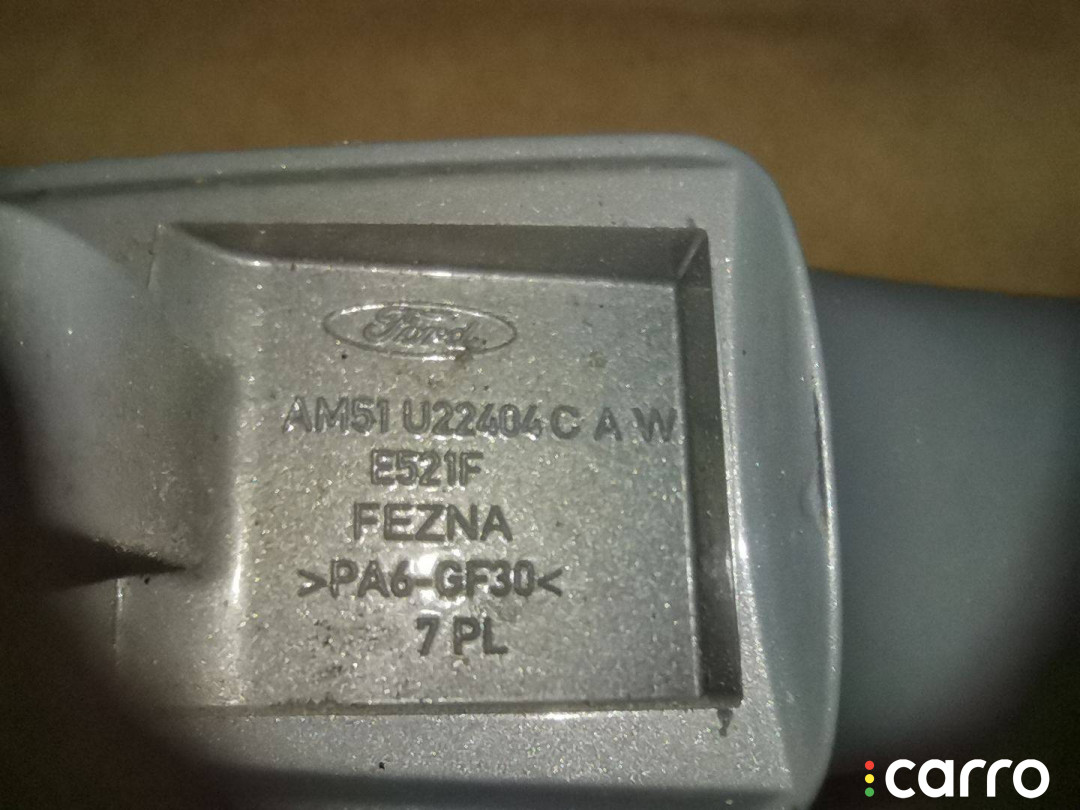 Ford
AM51 U22404 C A W
E521F
FEZNA
>PA6-GF30<
7 PL
carro